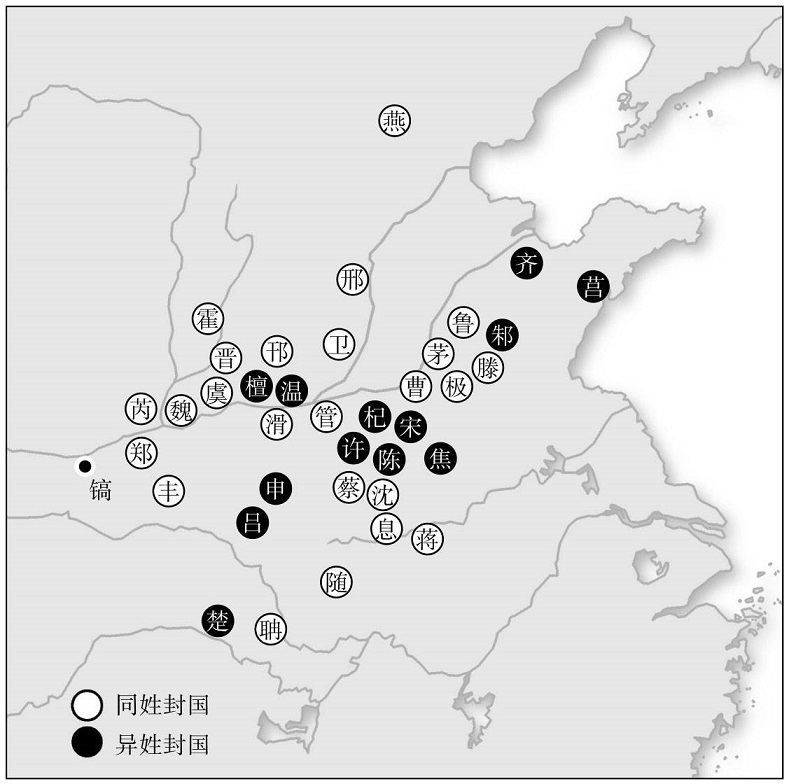 燕
邢
齐
莒
霍
鲁
邾
晋
邘
卫
茅
滕
虞
檀
温
曹
极
芮
魏
滑
管
杞
宋
郑
许
陈
焦
镐
丰
申
蔡
沈
吕
息
蒋
随
楚
聃
同姓封国
异姓封国